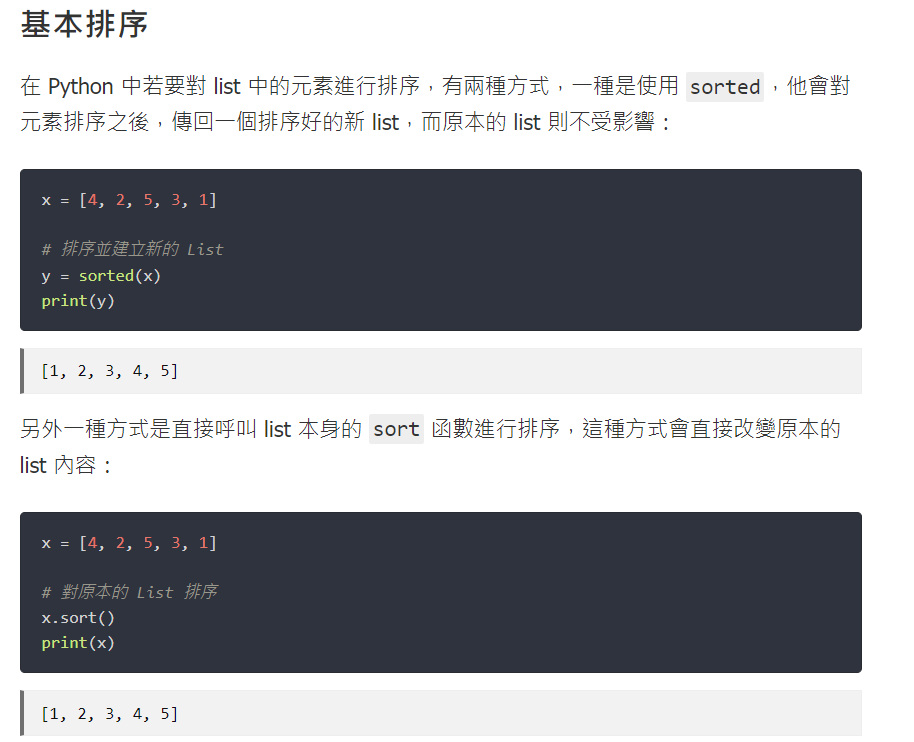 基本排序
在 Python 中若要對 list 中的元素進行排序，有兩種方式，一種是使用 sorted，他會對
元素排序之後，傳回一個排序好的新 list，而原本的 list 則不受影響：
x = [4, 2, 5, 3, 1]
# 排序並建立新的 List
y = sorted(x)
print(y)
[1, 2, 3, 4, 5]
另外一種方式是直接呼叫 list 本身的 sort 函數進行排序，這種方式會直接改變原本的
list 內容：
x = [4, 2, 5, 3, 1]
# 對原本的 List 排序
x.sort()
print(x)
[1, 2, 3, 4, 5]